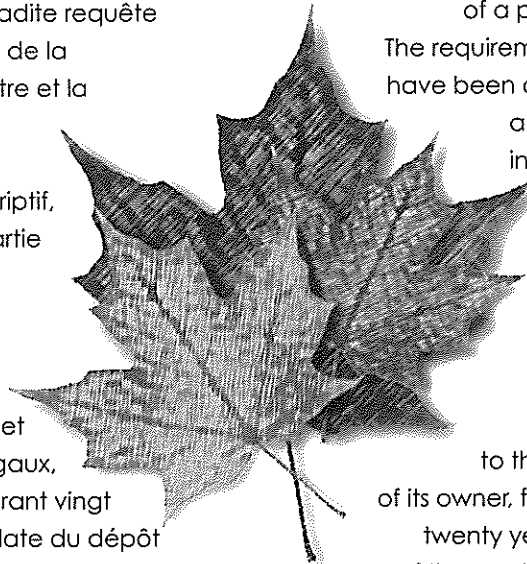 adite requête
de la
tre et la
riptif,
artie
et
gaux,
rant vingt
late du dépôt
of a p
The requirem
have been c
a
in
to th
of its owner, f
twenty ye